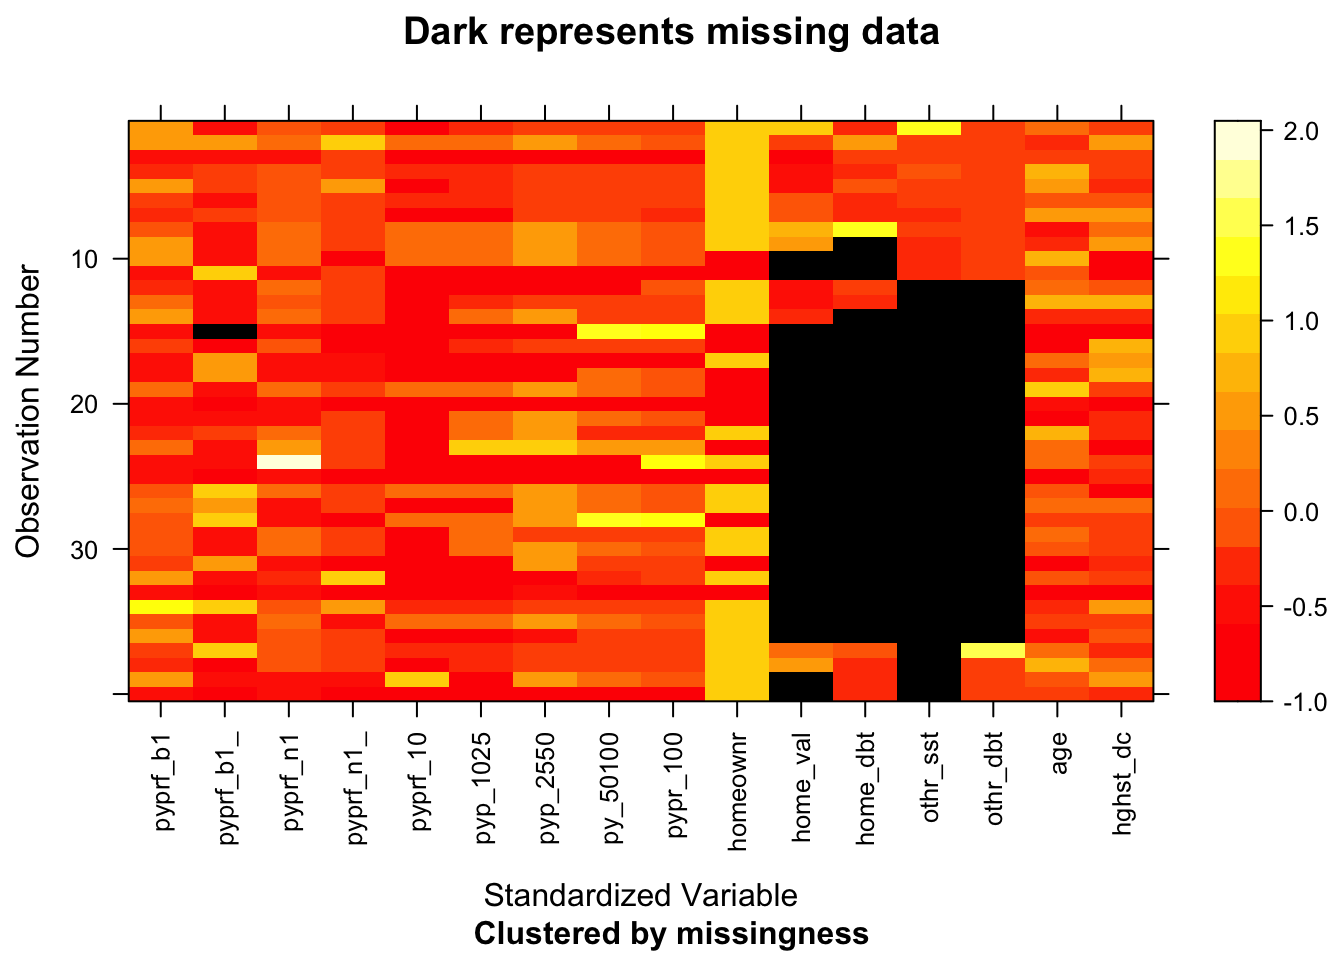 Dark represents missing data
Observation Number
10
20
30
2.0
1.5
1.0
0.5
0.0
-0.5
-1.0
pyprf_b1
pyprf_b1_
pyprf_n1
pyprf_n1_
pyprf_10
pyp_1025
pyp_2550
py_50100
pypr_100
homeownr
home_val
home_dbt
othr_sst
othr_dbt
age
hghst_dc
Standardized Variable
Clustered by missingness